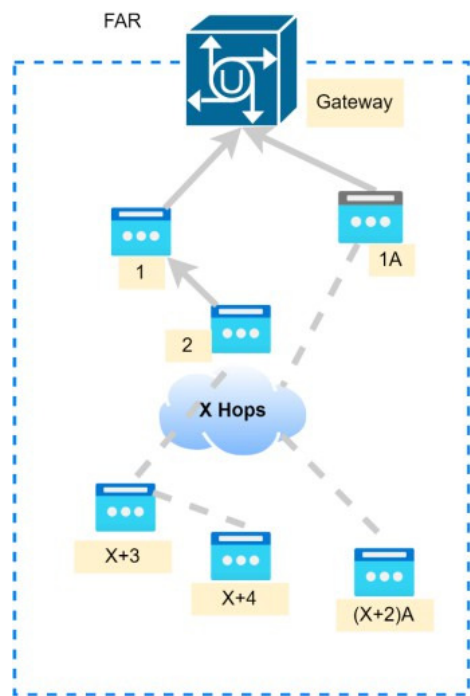 FAR
U
Gateway
1
1A
2
X Hops
X+3
X+4
(X+2)A